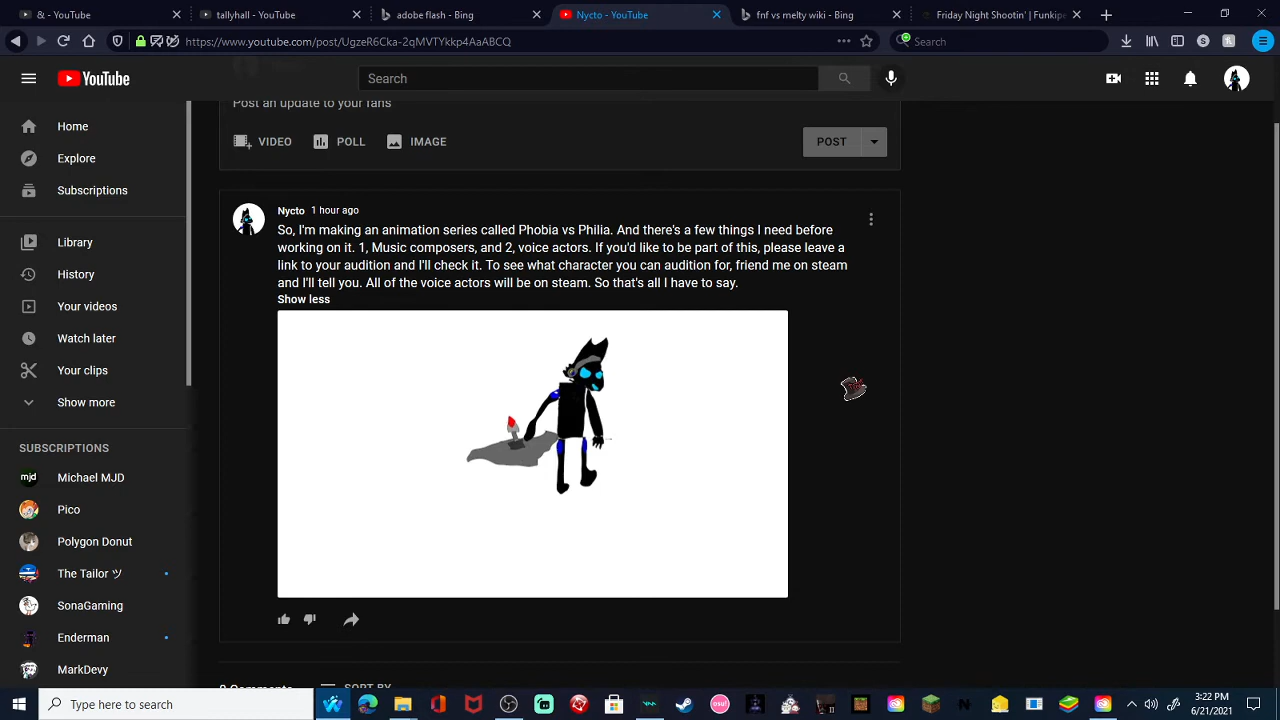 & - YouTube
tallyhall - YouTube
adobe flash - Bing
Nycto - YouTube
fnf vs melty wiki - Bing
Friday Night Shootin' | Funkipe
https://www.youtube.com/post/UgzeR6Cka-2qMVTYkkp4AaABCQ
Search
YouTube
Search
Post an update to your fans
VIDEO
POLL
IMAGE
POST
Home
Explore
Subscriptions
Library
History
Your videos
Watch later
Your clips
Show more
SUBSCRIPTIONS
mjd
Michael MJD
Pico
Polygon Donut
The Tailor ツ
SonaGaming
Enderman
MarkDevy
Nycto 1 hour ago
So, I'm making an animation series called Phobia vs Philia. And there's a few things I need before
working on it. 1, Music composers, and 2, voice actors. If you'd like to be part of this, please leave a
link to your audition and I'll check it. To see what character you can audition for, friend me on steam
and I'll tell you. All of the voice actors will be on steam. So that's all I have to say.
Show less
0 Comments
SORT BY
Type here to search
osu!
3:22 PM
6/21/2021